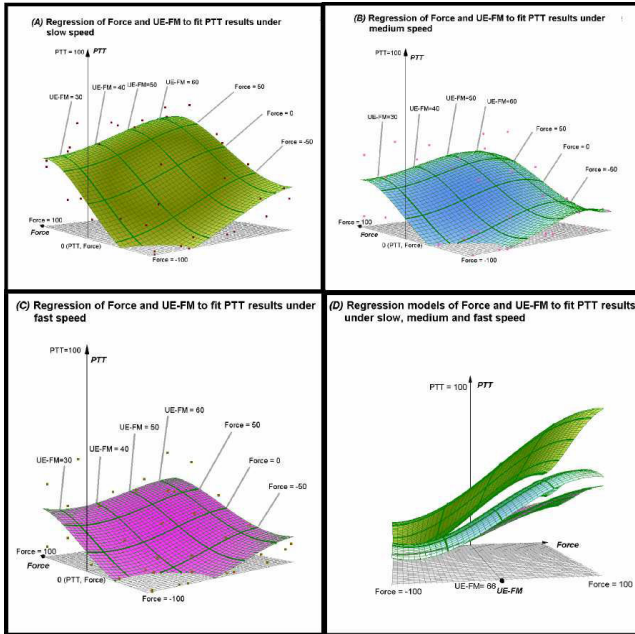 (A) Regression of Force and UE-FM to fit PTT results under
slow speed
PTT = 100
PTT
UE-FM = 30
UE-FM = 40
UE-FM=50
UE-FM = 60
Force = 50
Force = 0
Force = -50
Force = 100
Force
0 (PTT, Force)
Force = -100
(B) Regression of Force and UE-FM to fit PTT results under
medium speed
PTT=100
PTT
UE-FM=30
UE-FM=40
UE-FM=50
UE-FM=60
Force = 50
Force = 0
Force = -50
Force = 100
Force
0 (PTT, Force)
Force = -100
(C) Regression of Force and UE-FM to fit PTT results under
fast speed
PTT=100
PTT
UE-FM=30
UE-FM = 40
UE-FM = 50
UE-FM = 60
Force = 50
Force = 0
Force = -50
Force = 100
Force
0 (PTT, Force)
Force = -100
(D) Regression models of Force and UE-FM to fit PTT results
under slow, medium and fast speed
PTT = 100
PTT
Force
Force = -100
UE-FM= 66
UE-FM
Force = 100